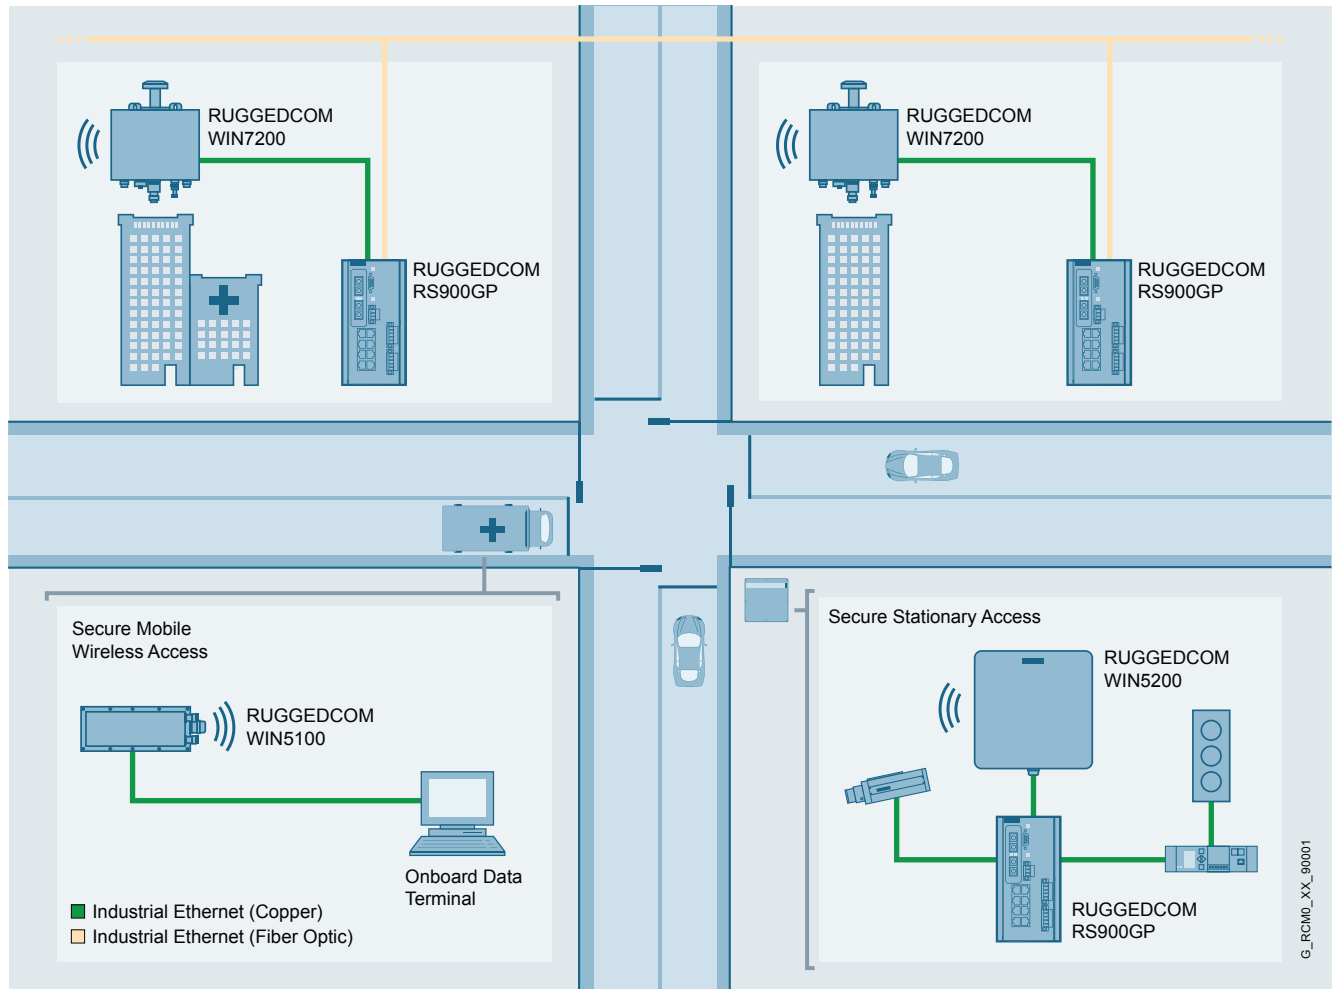 RUGGEDCOM
WIN7200
RUGGEDCOM
RS900GP
RUGGEDCOM
WIN7200
RUGGEDCOM
RS900GP
Secure Mobile
Wireless Access
RUGGEDCOM
WIN5100
Onboard Data
Terminal
Industrial Ethernet (Copper)
Industrial Ethernet (Fiber Optic)
Secure Stationary Access
RUGGEDCOM
WIN5200
RUGGEDCOM
RS900GP
G_RCM0_XX_90001